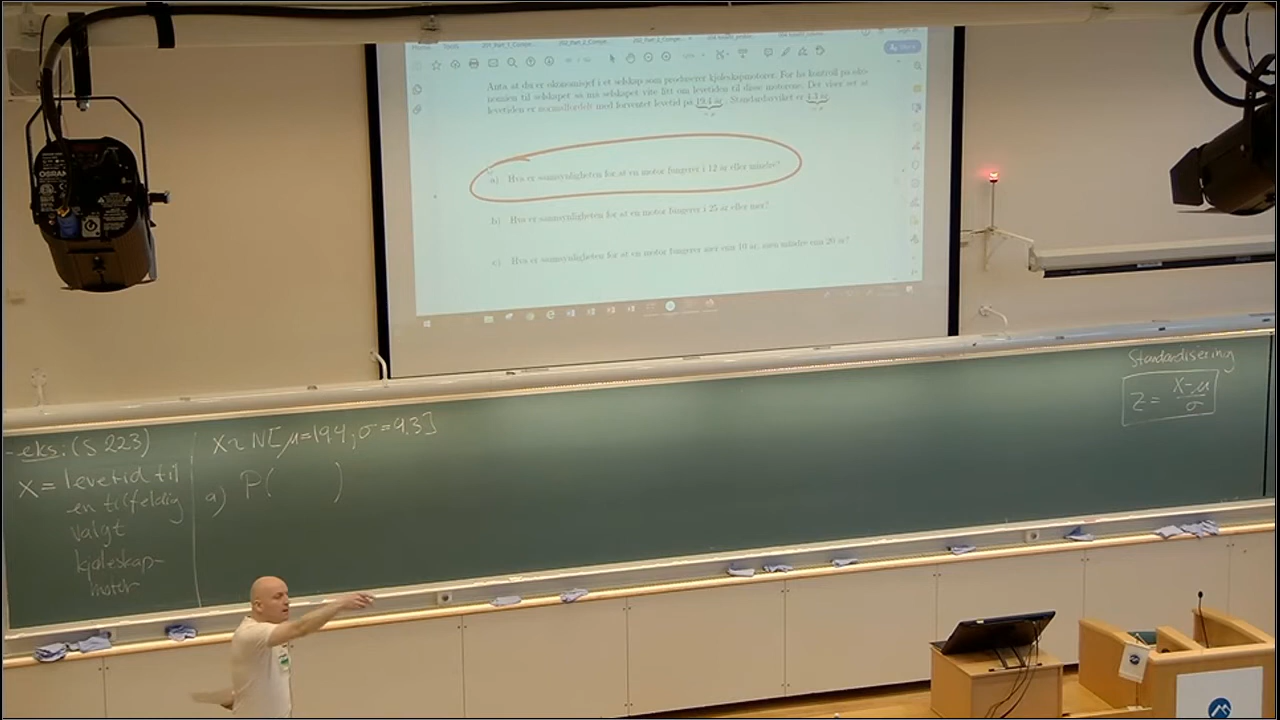 Anta at du er økonomisjef i et selskap som produserer kjøleskapmotorer. For ha kontroll på øko-
nomien til selskapet så må selskapet vite litt om levetiden til disse motorene. Det viser seg at
levetiden er normalfordelt med forventet levetid på 19.4 år. Standardavviket er 4.3 år.
a) Hva er sannsynligheten for at en motor fungerer i 12 år eller mindre?
b) Hva er sannsynligheten for at en motor fungerer i 25 år eller mer?
c) Hva er sannsynligheten for at en motor fungerer mer enn 10 år, men mindre enn 20 år?
Standardisering
Z = X-μ / σ
-eks: (S 223)
X = levetid til
en tilfeldig
valgt
kjøleskap-
motor
X~N[μ=19.4, σ=4.3]
a) P( )
OSRAM